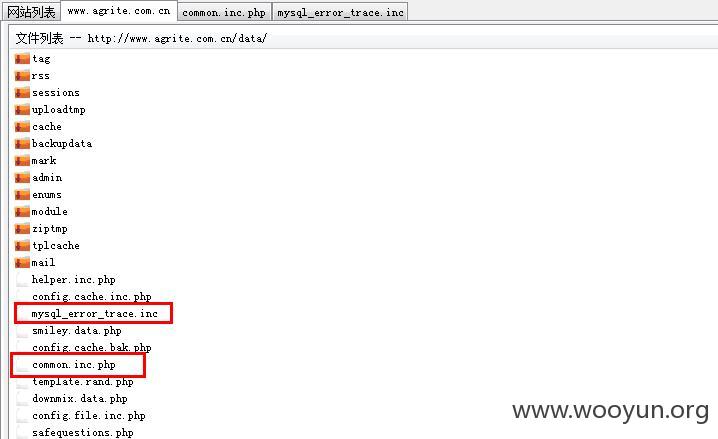 网站列表 www.agrite.com.cn common.inc.php mysql_error_trace.inc
文件列表 -- http://www.agrite.com.cn/data/
tag
rss
sessions
uploadtmp
cache
backupdata
mark
admin
enums
module
ziptmp
tplcache
mail
helper.inc.php
config.cache.inc.php
mysql_error_trace.inc
smiley.data.php
config.cache.bak.php
common.inc.php
template.rand.php
downmix.data.php
config.file.inc.php
safequestions.php
www.wooyun.org